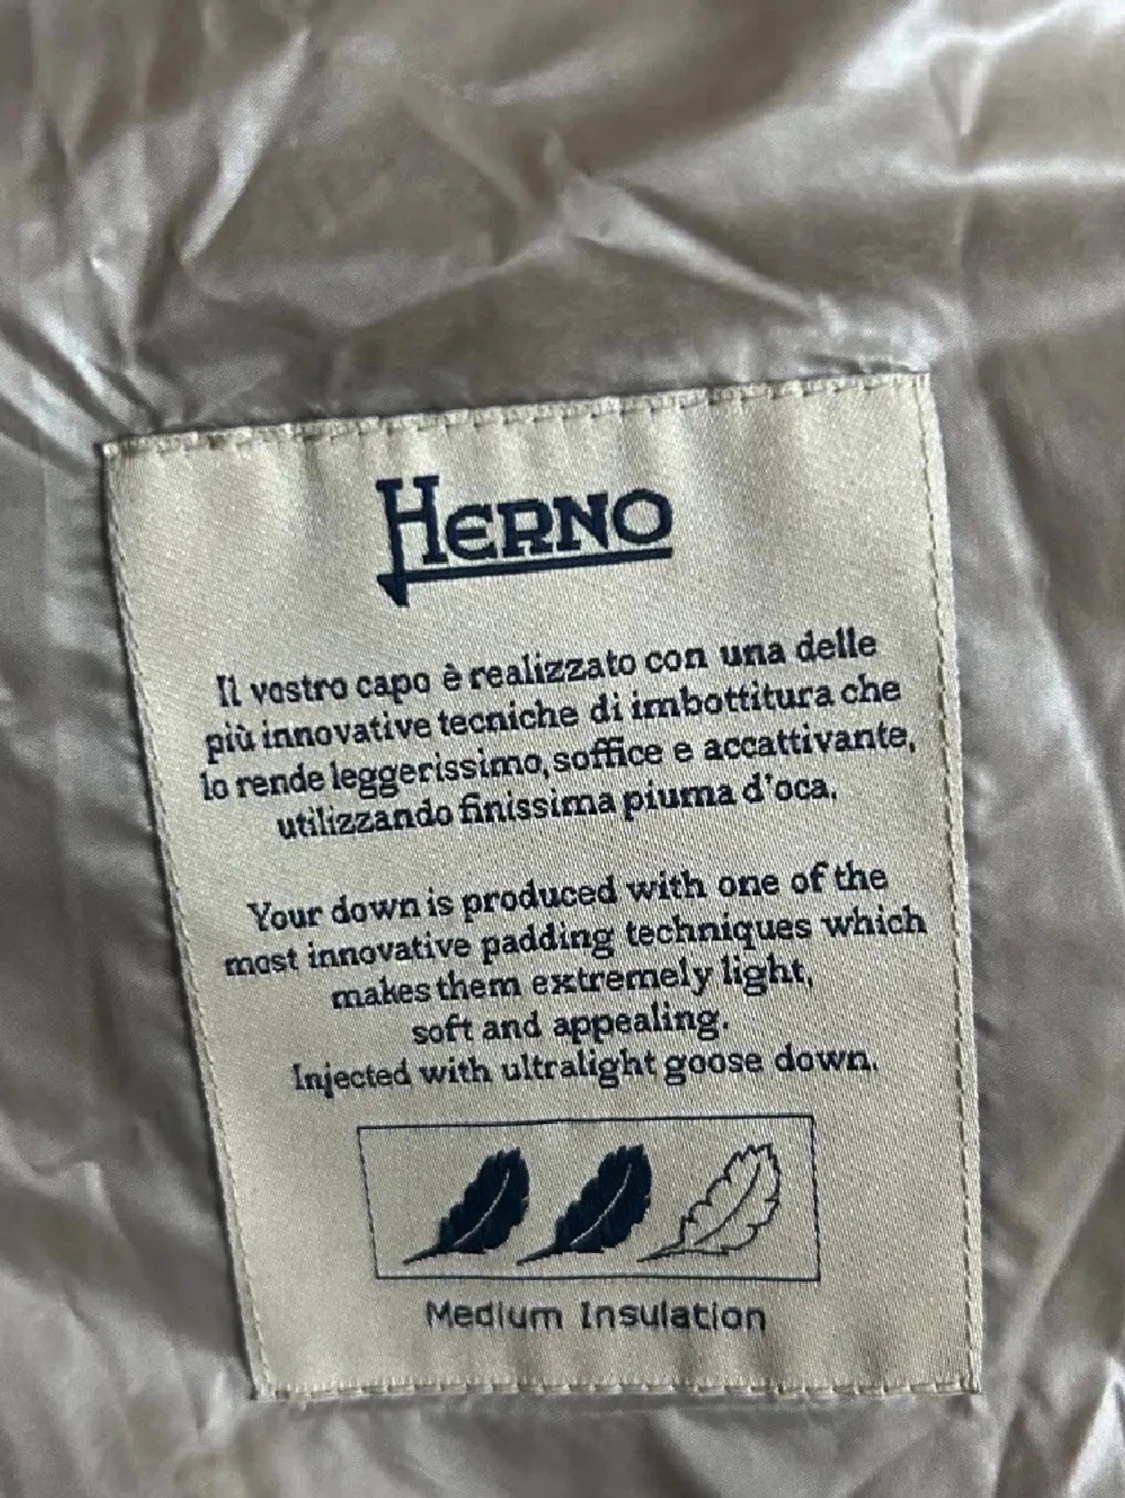 HERNO
Il vostro capo è realizzato con una delle
più innovative tecniche di imbottitura che
lo rende leggerissimo, soffice e accattivante,
utilizzando finissima piuma d'oca.
Your down is produced with one of the
most innovative padding techniques which
makes them extremely light,
soft and appealing.
Injected with ultralight goose down.
Medium Insulation